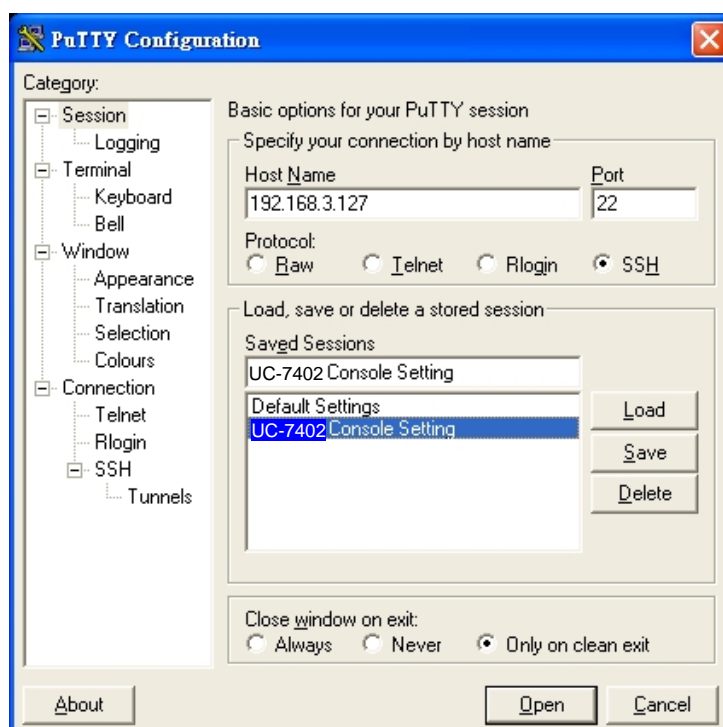 PuTTY Configuration
Category:
Session
Logging
Terminal
Keyboard
Bell
Window
Appearance
Translation
Selection
Colours
Connection
Telnet
Rlogin
SSH
Tunnels
Basic options for your PuTTY session
Specify your connection by host name
Host Name Port
192.168.3.127 22
Protocol:
Raw Telnet Rlogin SSH
Load, save or delete a stored session
Saved Sessions
UC-7402 Console Setting
Default Settings
UC-7402 Console Setting
Load
Save
Delete
Close window on exit:
Always Never Only on clean exit
About Open Cancel